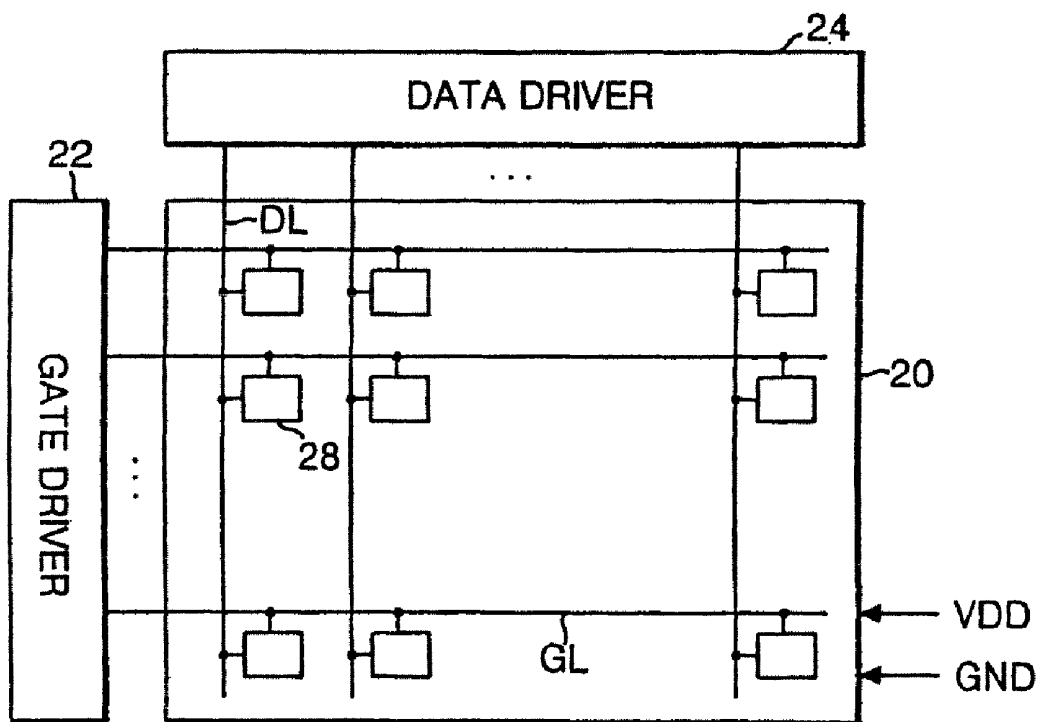 24
DATA DRIVER
22
...
DL
GATE DRIVER
20
28
...
VDD
GL
GND